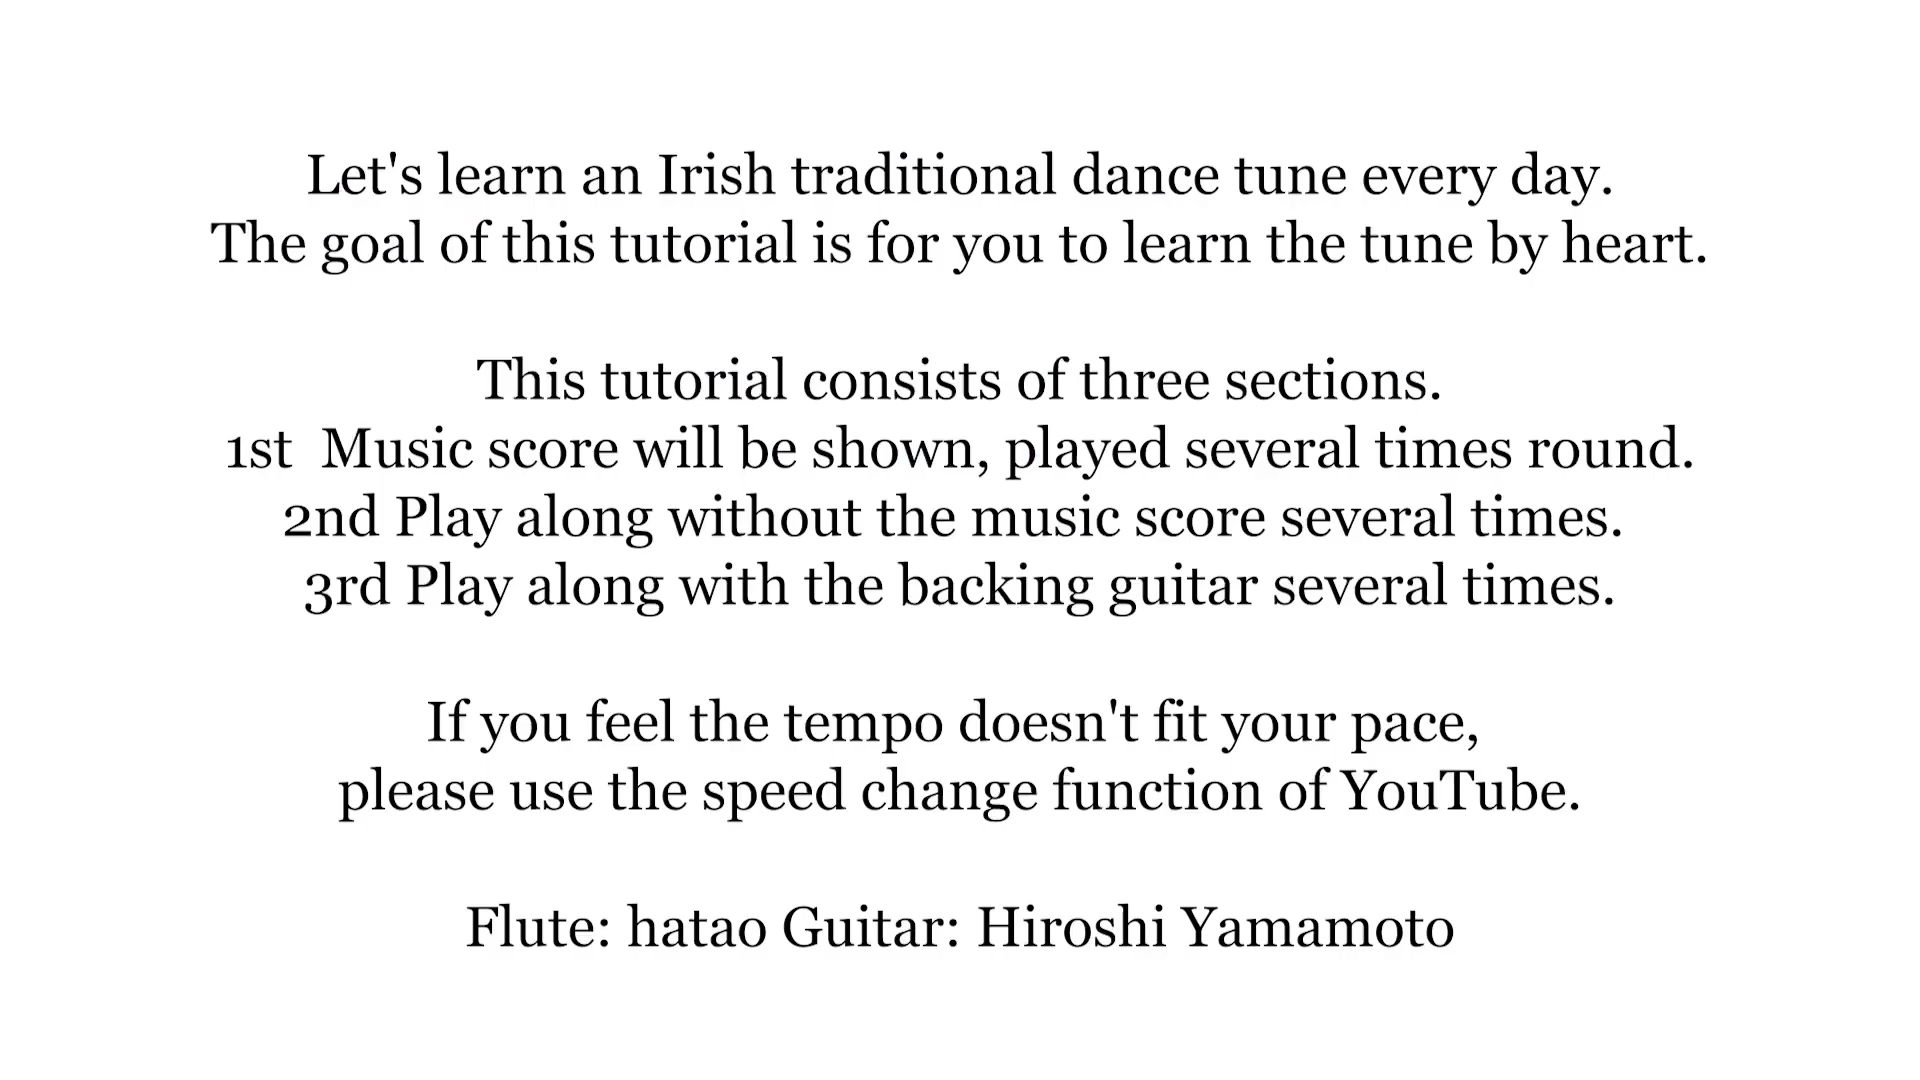 Let's learn an Irish traditional dance tune every day.
The goal of this tutorial is for you to learn the tune by heart.
This tutorial consists of three sections.
1st  Music score will be shown, played several times round.
2nd Play along without the music score several times.
3rd Play along with the backing guitar several times.
If you feel the tempo doesn't fit your pace,
please use the speed change function of YouTube.
Flute: hatao Guitar: Hiroshi Yamamoto